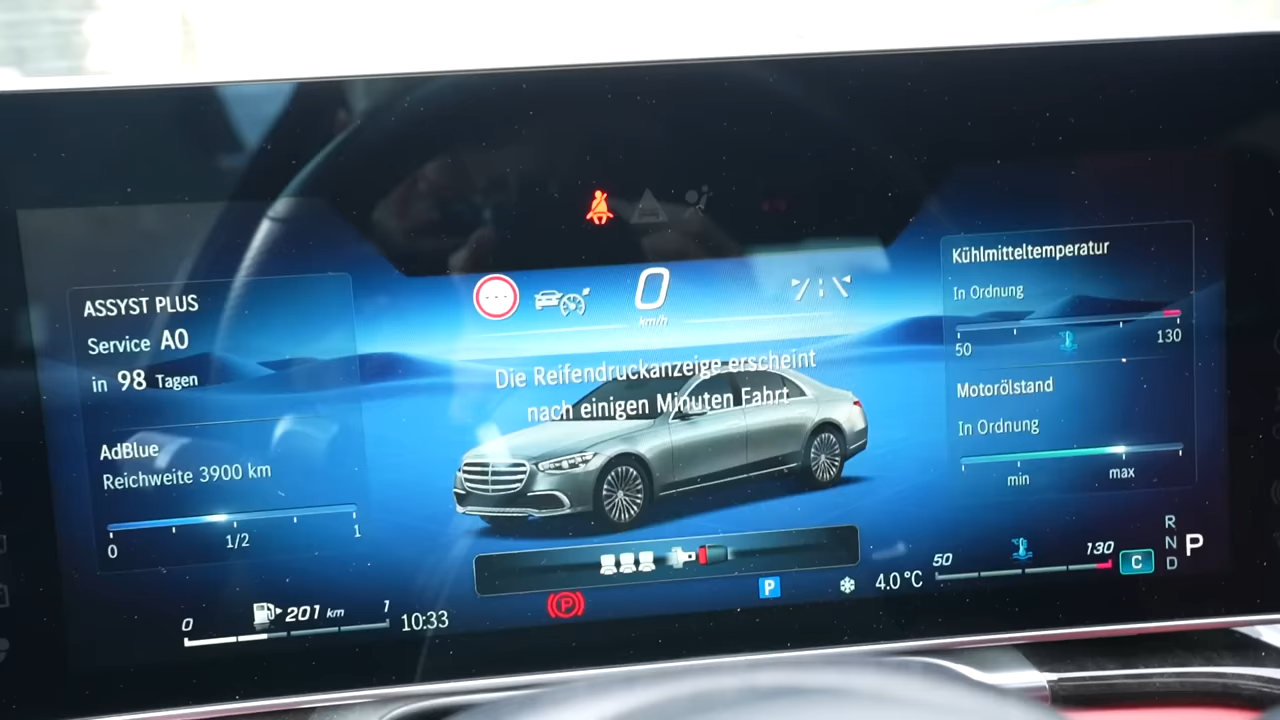 ASSYST PLUS
Service A0
in 98 Tagen
AdBlue
Reichweite 3900 km
0 1/2 1
0
km/h
Die Reifendruckanzeige erscheint
nach einigen Minuten Fahrt
Kühlmitteltemperatur
In Ordnung
50 130
Motorölstand
In Ordnung
min max
0 201 km 1
10:33
P
P
4.0 °C
50 130
C
R
N
D
P